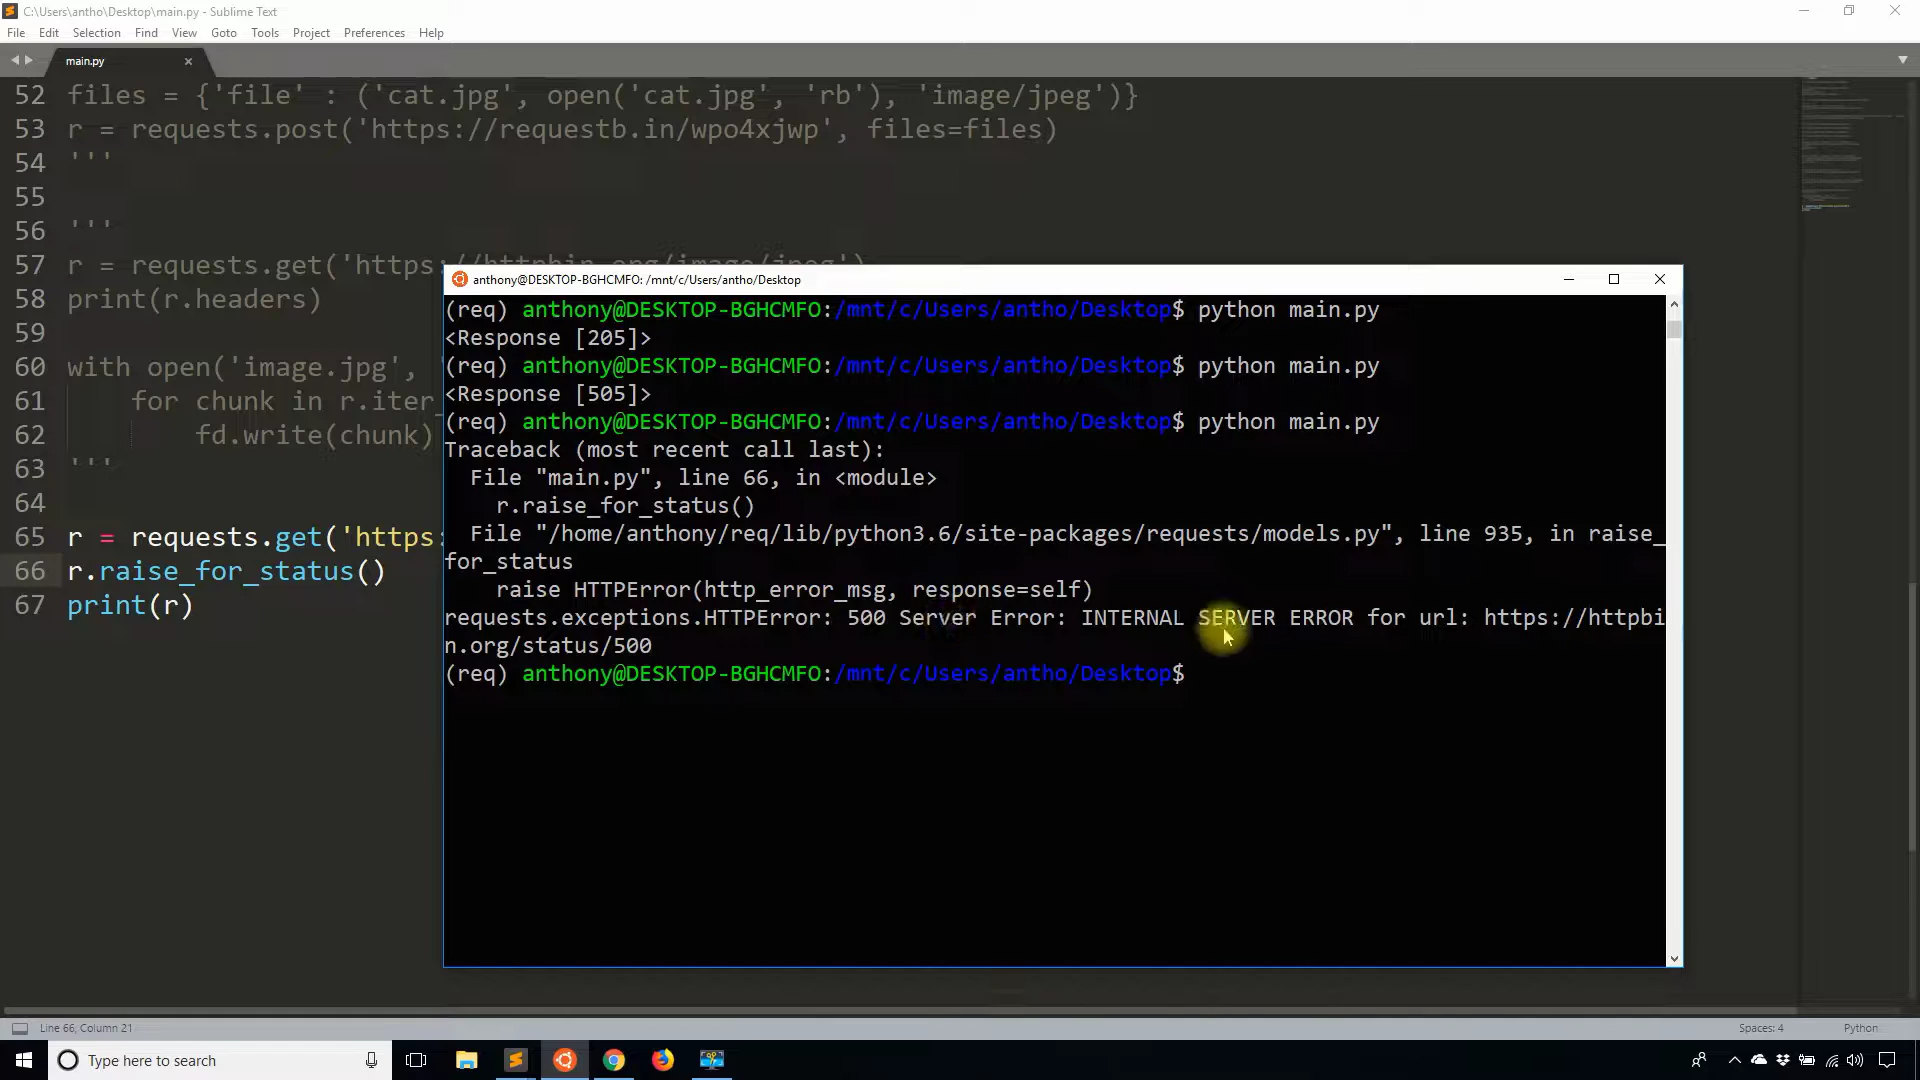 C:\Users\antho\Desktop\main.py - Sublime Text
File Edit Selection Find View Goto Tools Project Preferences Help
main.py
52 files = {'file' : ('cat.jpg', open('cat.jpg', 'rb'), 'image/jpeg')}
53 r = requests.post('https://requestb.in/wpo4xjwp', files=files)
54 '''
55
56 '''
57 r = requests.get('https://httpbin.org/image/jpeg')
58 print(r.headers)
59
60 with open('image.jpg', '
61 for chunk in r.iter_
62 fd.write(chunk)
63 '''
64
65 r = requests.get('https:
66 r.raise_for_status()
67 print(r)
anthony@DESKTOP-BGHCMFO: /mnt/c/Users/antho/Desktop
(req) anthony@DESKTOP-BGHCMFO:/mnt/c/Users/antho/Desktop$ python main.py
<Response [205]>
(req) anthony@DESKTOP-BGHCMFO:/mnt/c/Users/antho/Desktop$ python main.py
<Response [505]>
(req) anthony@DESKTOP-BGHCMFO:/mnt/c/Users/antho/Desktop$ python main.py
Traceback (most recent call last):
File "main.py", line 66, in <module>
r.raise_for_status()
File "/home/anthony/req/lib/python3.6/site-packages/requests/models.py", line 935, in raise_
for_status
raise HTTPError(http_error_msg, response=self)
requests.exceptions.HTTPError: 500 Server Error: INTERNAL SERVER ERROR for url: https://httpbi
n.org/status/500
(req) anthony@DESKTOP-BGHCMFO:/mnt/c/Users/antho/Desktop$
Line 66, Column 21
Spaces: 4
Python
Type here to search